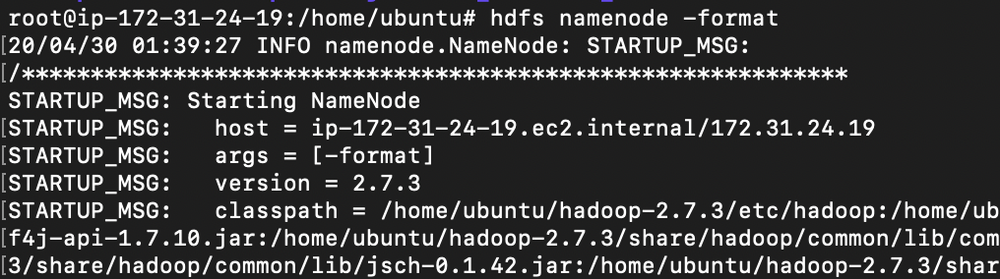 root@ip-172-31-24-19:/home/ubuntu# hdfs namenode -format
[20/04/30 01:39:27 INFO namenode.NameNode: STARTUP_MSG:
[/************************************************************
STARTUP_MSG: Starting NameNode
[STARTUP_MSG:   host = ip-172-31-24-19.ec2.internal/172.31.24.19
[STARTUP_MSG:   args = [-format]
[STARTUP_MSG:   version = 2.7.3
[STARTUP_MSG:   classpath = /home/ubuntu/hadoop-2.7.3/etc/hadoop:/home/ub
[f4j-api-1.7.10.jar:/home/ubuntu/hadoop-2.7.3/share/hadoop/common/lib/com
[3/share/hadoop/common/lib/jsch-0.1.42.jar:/home/ubuntu/hadoop-2.7.3/shar